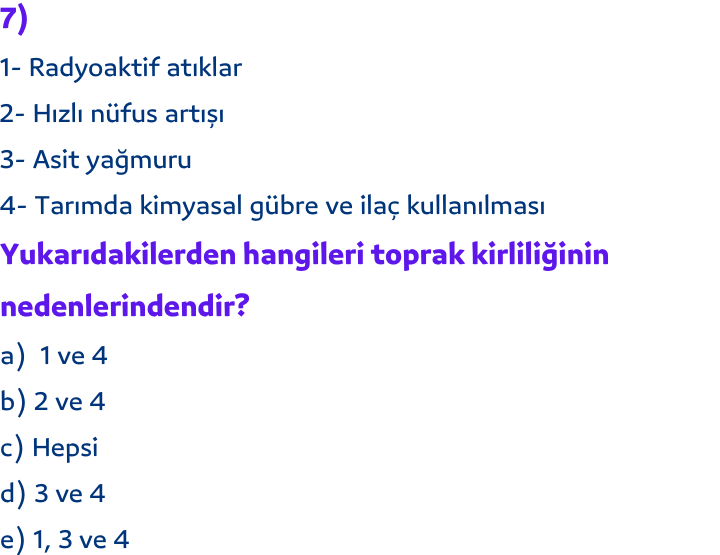 7)
1- Radyoaktif atıklar
2- Hızlı nüfus artışı
3- Asit yağmuru
4- Tarımda kimyasal gübre ve ilaç kullanılması
Yukarıdakilerden hangileri toprak kirliliğinin
nedenlerindendir?
a) 1 ve 4
b) 2 ve 4
c) Hepsi
d) 3 ve 4
e) 1, 3 ve 4